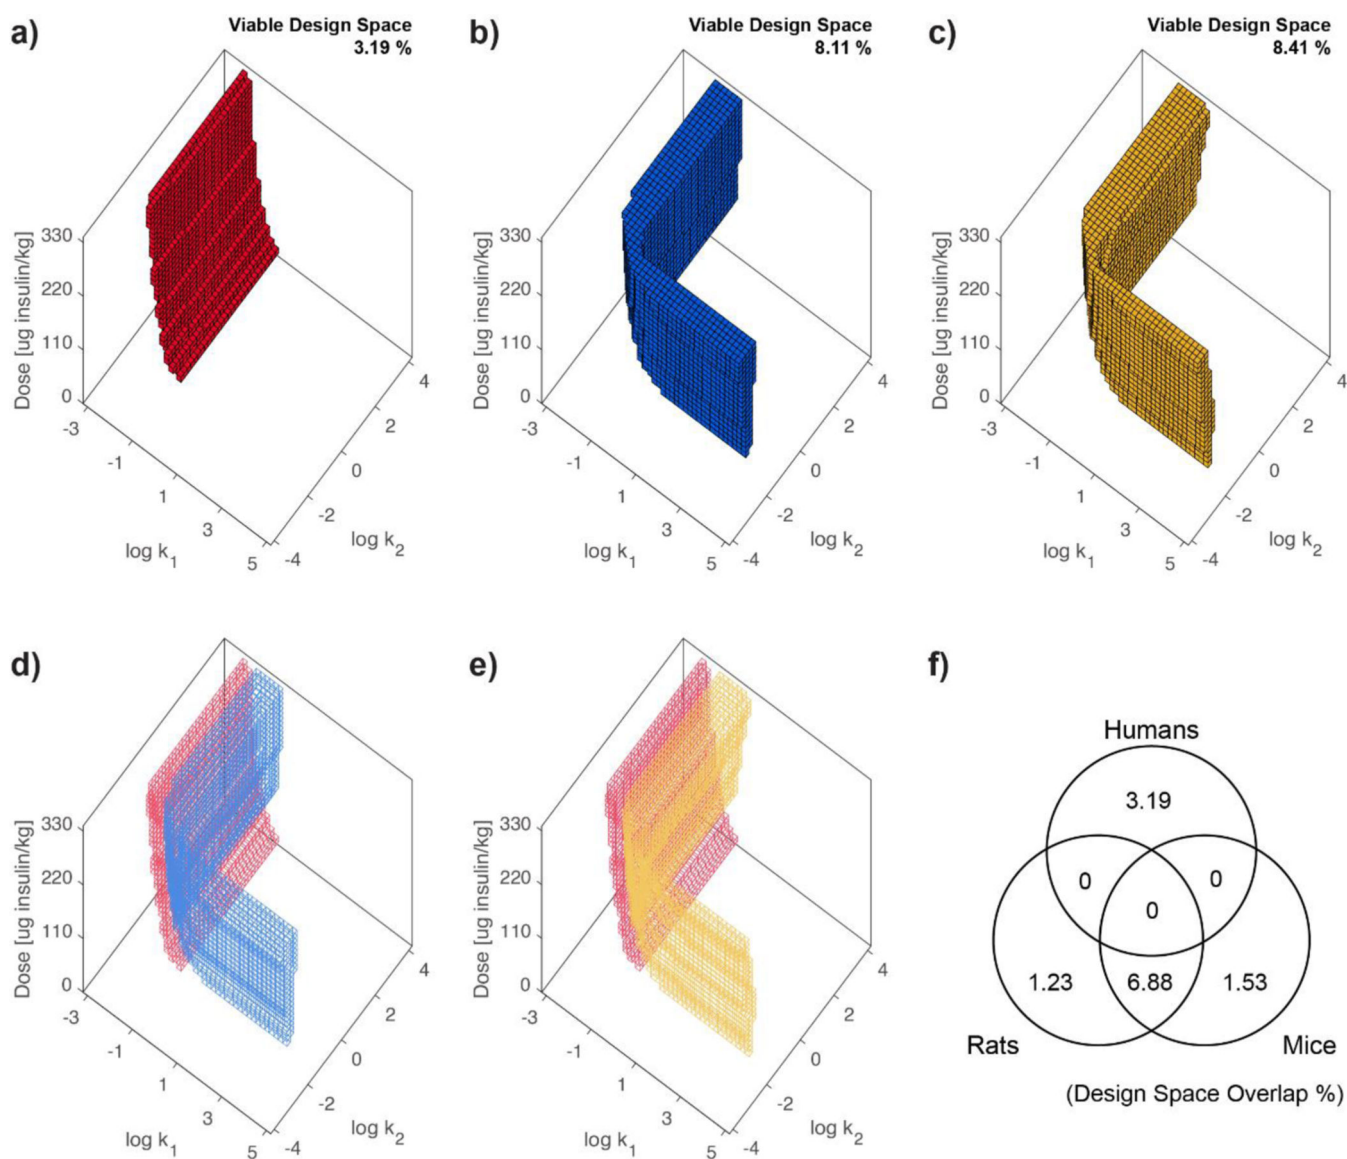 a)
Viable Design Space
3.19 %
Dose [ug insulin/kg]
330
220
110
0
-3
-1
1
3
5
log k1
-4
-2
0
2
4
log k2
b)
Viable Design Space
8.11 %
Dose [ug insulin/kg]
330
220
110
0
-3
-1
1
3
5
log k1
-4
-2
0
2
4
log k2
c)
Viable Design Space
8.41 %
Dose [ug insulin/kg]
330
220
110
0
-3
-1
1
3
5
log k1
-4
-2
0
2
4
log k2
d)
Dose [ug insulin/kg]
330
220
110
0
-3
-1
1
3
5
log k1
-4
-2
0
2
4
log k2
e)
Dose [ug insulin/kg]
330
220
110
0
-3
-1
1
3
5
log k1
-4
-2
0
2
4
log k2
f)
Humans
3.19
0
0
0
1.23
6.88
1.53
Rats
Mice
(Design Space Overlap %)